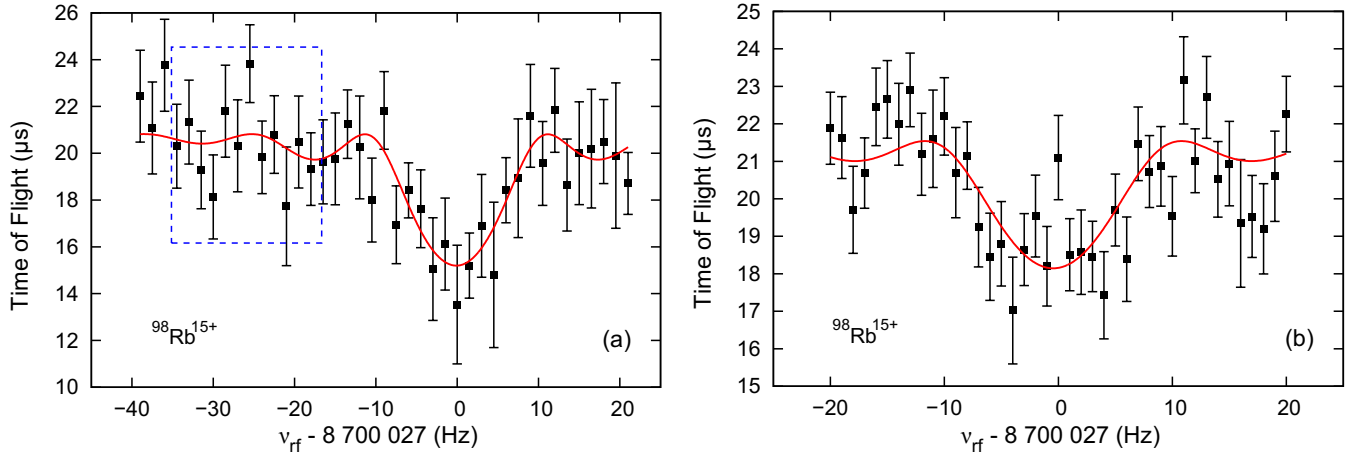 26
24
22
20
18
16
14
12
10
Time of Flight (μs)
⁹⁸Rb¹⁵⁺
(a)
−40 −30 −20 −10 0 10 20
ν_rf - 8 700 027 (Hz)
25
24
23
22
21
20
19
18
17
16
15
Time of Flight (μs)
⁹⁸Rb¹⁵⁺
(b)
−20 −10 0 10 20
ν_rf - 8 700 027 (Hz)